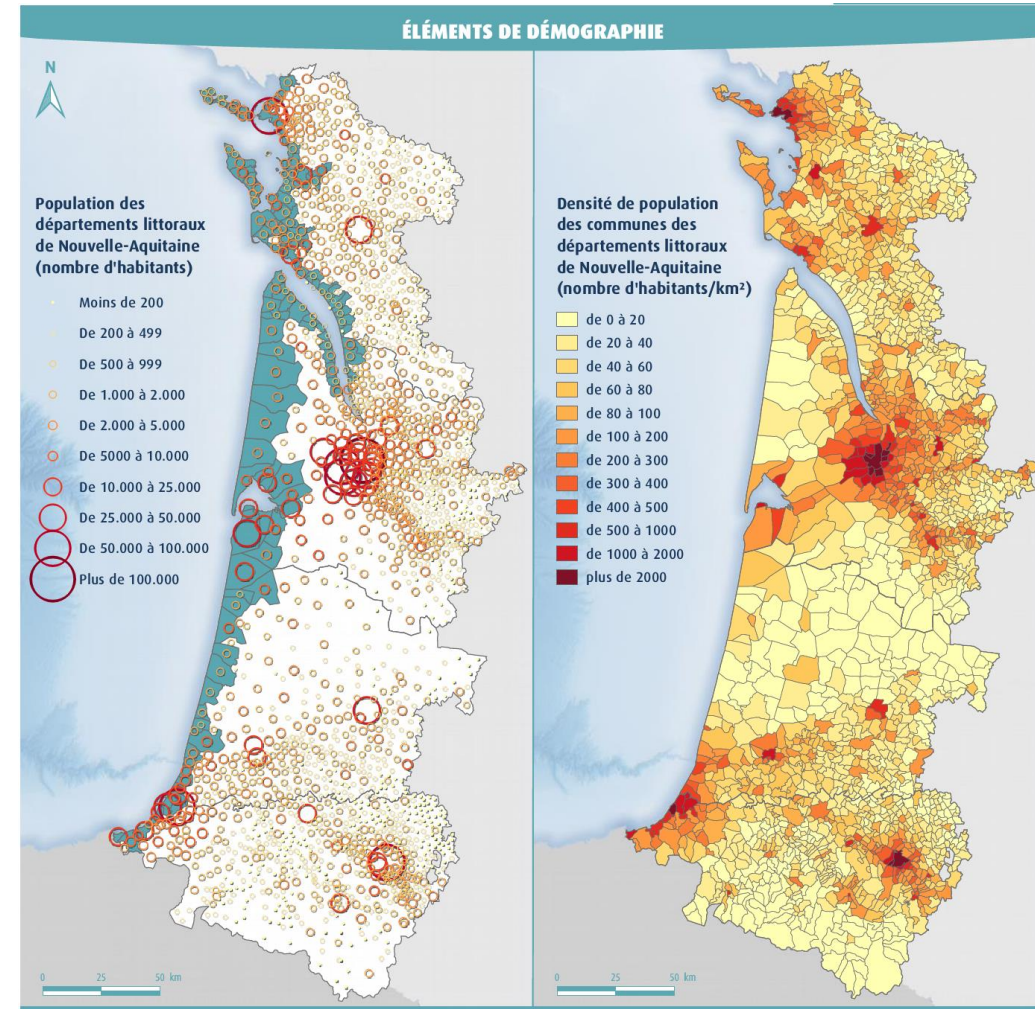 ÉLÉMENTS DE DÉMOGRAPHIE
N
Population des
départements littoraux
de Nouvelle-Aquitaine
(nombre d'habitants)
Moins de 200
De 200 à 499
De 500 à 999
De 1.000 à 2.000
De 2.000 à 5.000
De 5000 à 10.000
De 10.000 à 25.000
De 25.000 à 50.000
De 50.000 à 100.000
Plus de 100.000
0 25 50 km
Densité de population
des communes des
départements littoraux
de Nouvelle-Aquitaine
(nombre d'habitants/km²)
de 0 à 20
de 20 à 40
de 40 à 60
de 60 à 80
de 80 à 100
de 100 à 200
de 200 à 300
de 300 à 400
de 400 à 500
de 500 à 1000
de 1000 à 2000
plus de 2000
0 25 50 km